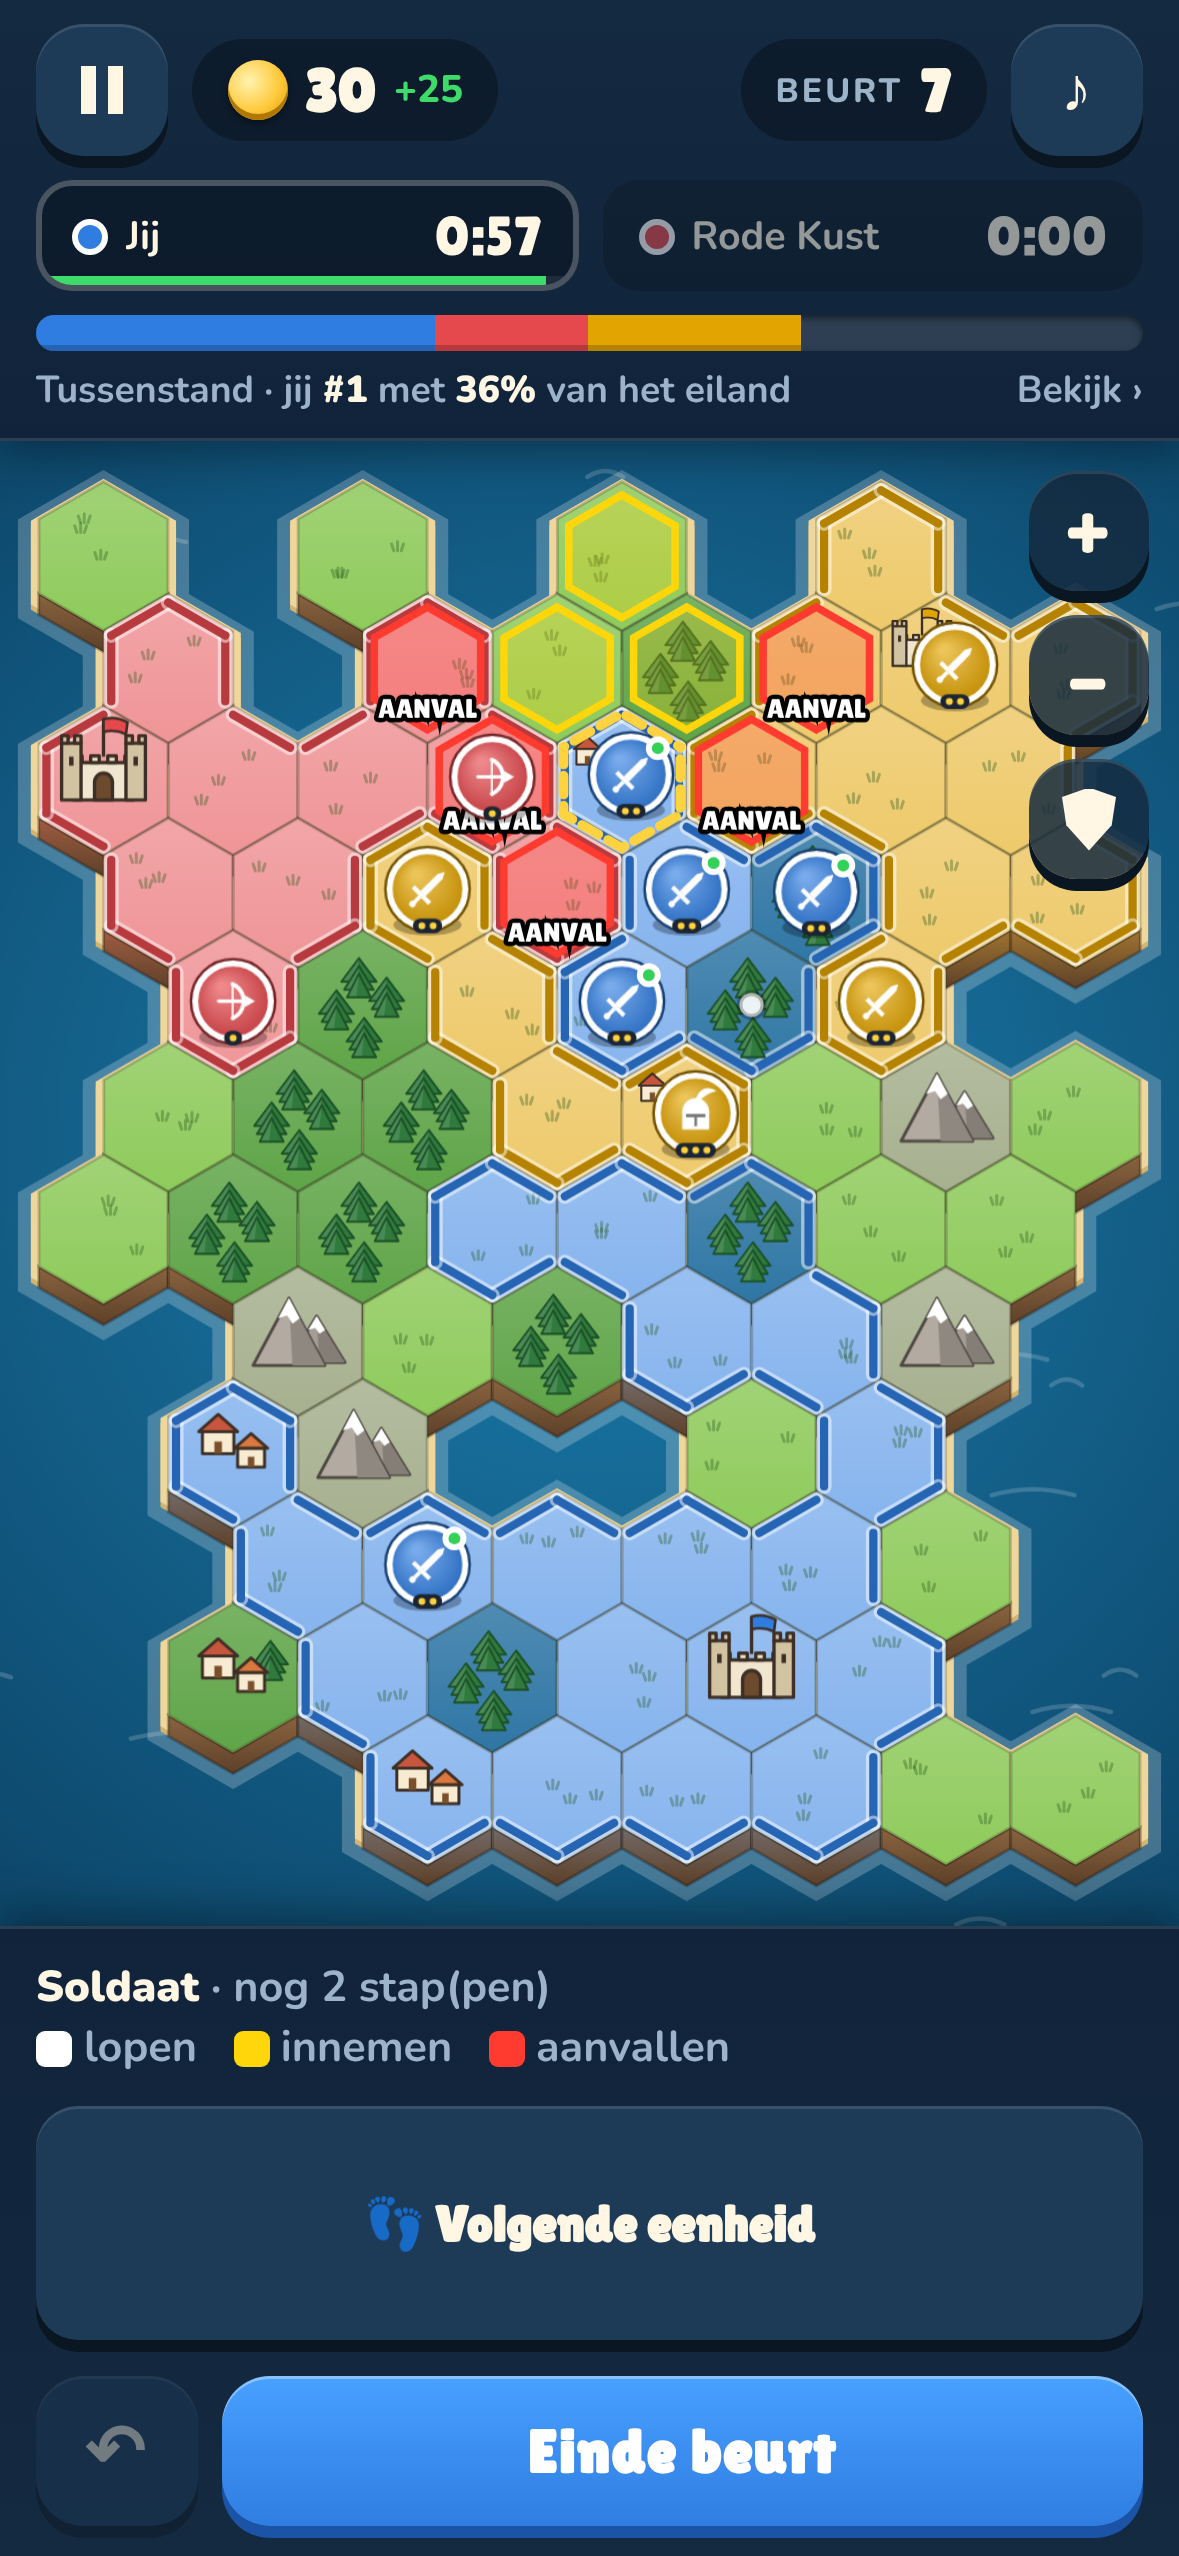 30 +25
BEURT 7
Jij 0:57
Rode Kust 0:00
Tussenstand · jij #1 met 36% van het eiland
Bekijk ›
AANVAL
AANVAL
AANVAL
AANVAL
AANVAL
Soldaat · nog 2 stap(pen)
lopen innemen aanvallen
Volgende eenheid
Einde beurt